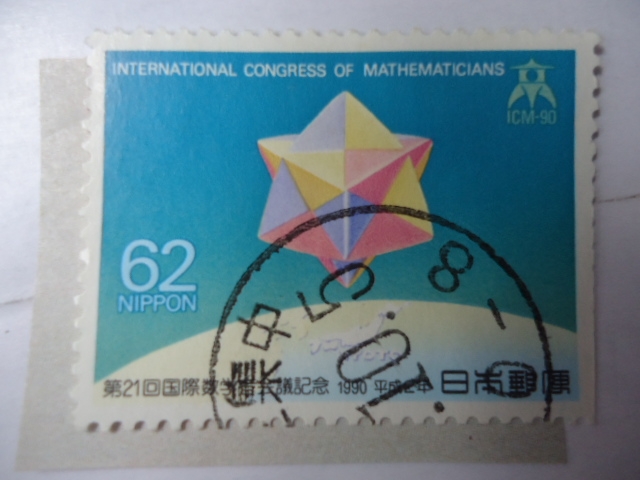 INTERNATIONAL CONGRESS OF MATHEMATICIANS
ICM-90
62
NIPPON
第21回国際数学者会議記念 1990 平成2年 日本郵便
中